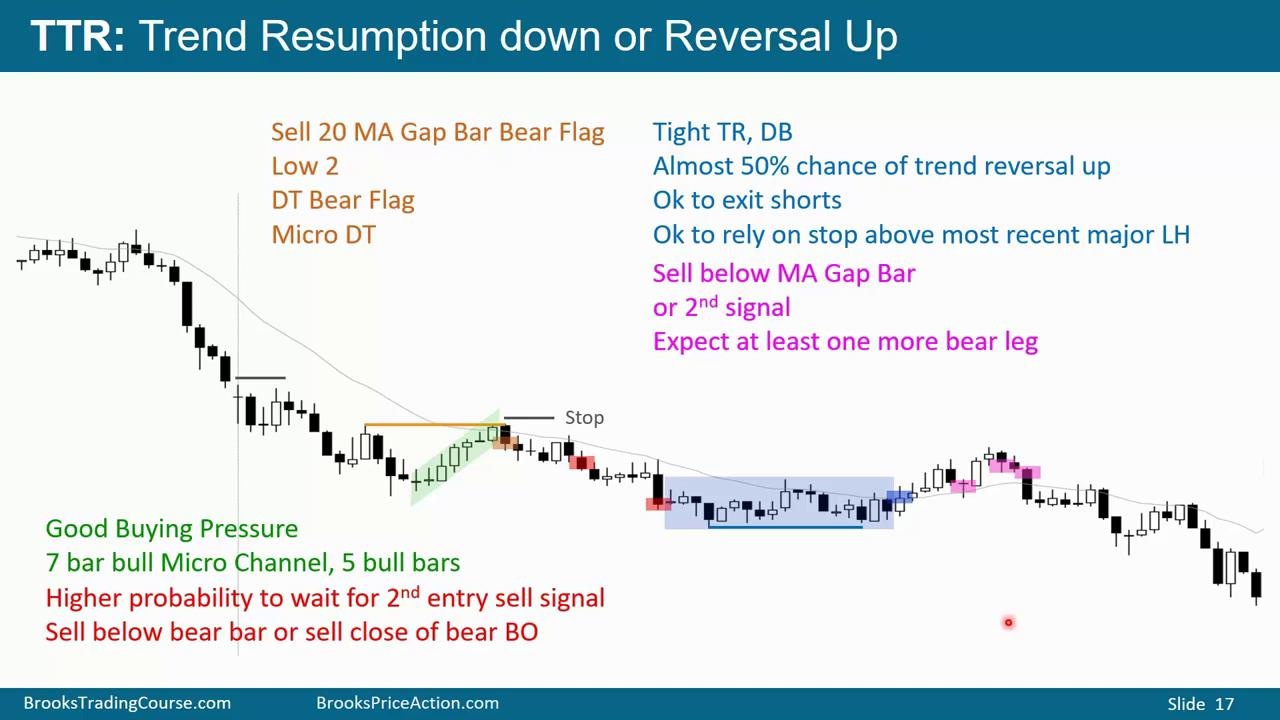 TTR: Trend Resumption down or Reversal Up
Sell 20 MA Gap Bar Bear Flag
Low 2
DT Bear Flag
Micro DT
Tight TR, DB
Almost 50% chance of trend reversal up
Ok to exit shorts
Ok to rely on stop above most recent major LH
Sell below MA Gap Bar
or 2nd signal
Expect at least one more bear leg
Stop
Good Buying Pressure
7 bar bull Micro Channel, 5 bull bars
Higher probability to wait for 2nd entry sell signal
Sell below bear bar or sell close of bear BO
BrooksTradingCourse.com
BrooksPriceAction.com
Slide 17